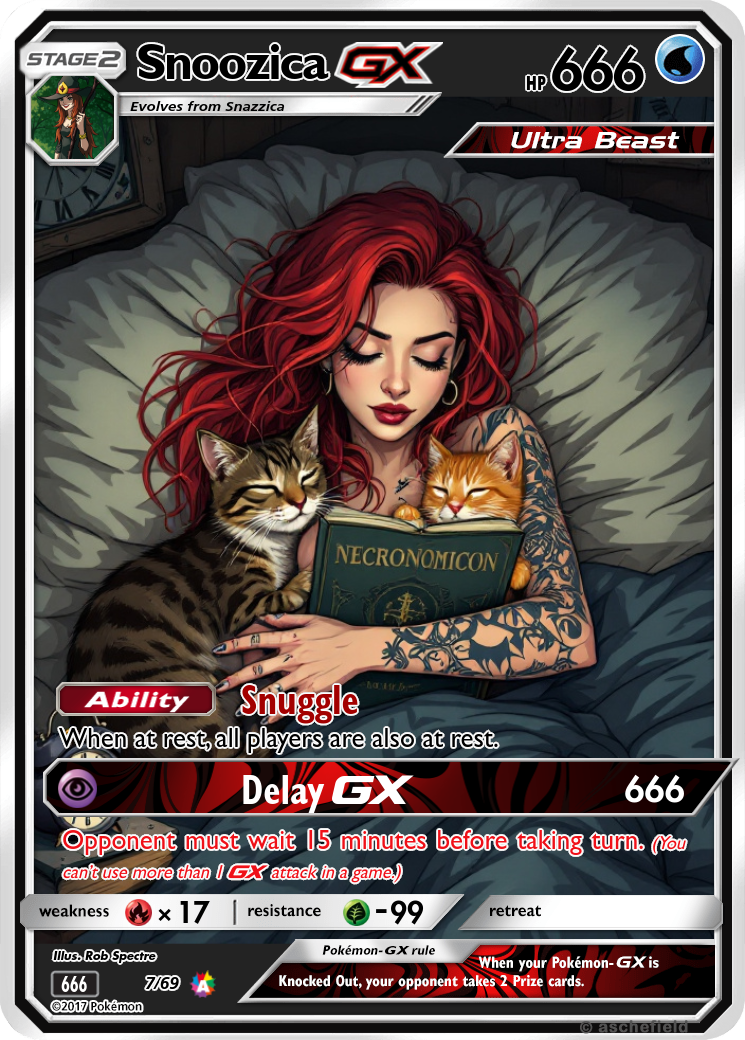 STAGE2 Snoozica GX HP 666
Evolves from Snazzica
Ultra Beast
NECRONOMICON
Ability Snuggle
When at rest, all players are also at rest.
Delay GX 666
Opponent must wait 15 minutes before taking turn. (You
can't use more than 1 GX attack in a game.)
weakness × 17 resistance -99 retreat
Illus. Rob Spectre
Pokémon-GX rule
When your Pokémon-GX is
Knocked Out, your opponent takes 2 Prize cards.
666 7/69 A
©2017 Pokémon
© aschefield